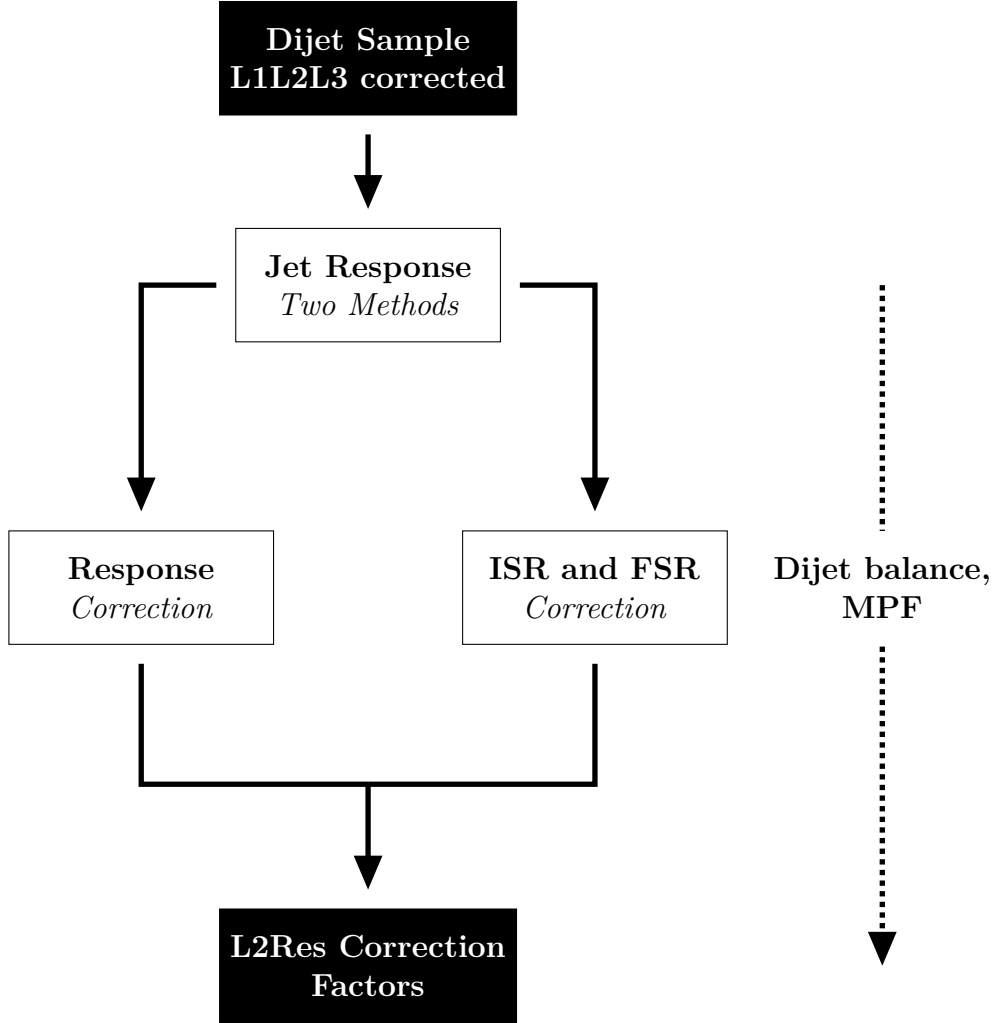 Dijet Sample
L1L2L3 corrected
Jet Response
Two Methods
Response
Correction
ISR and FSR
Correction
Dijet balance,
MPF
L2Res Correction
Factors